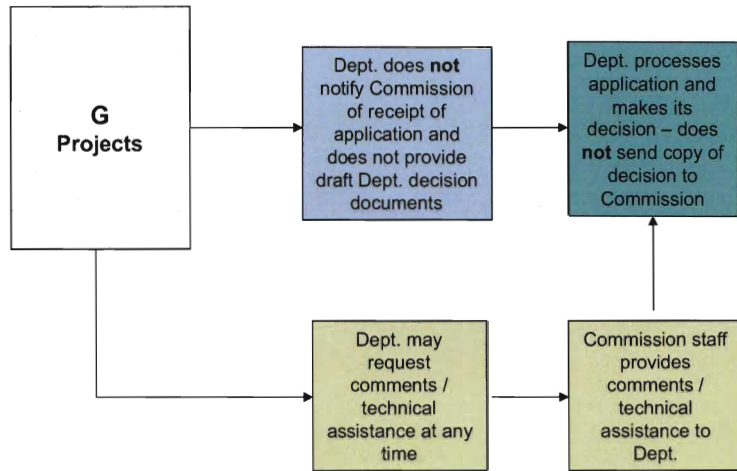 G
Projects
Dept. does not
notify Commission
of receipt of
application and
does not provide
draft Dept. decision
documents
Dept. processes
application and
makes its
decision – does
not send copy of
decision to
Commission
Dept. may
request
comments /
technical
assistance at any
time
Commission staff
provides
comments /
technical
assistance to
Dept.